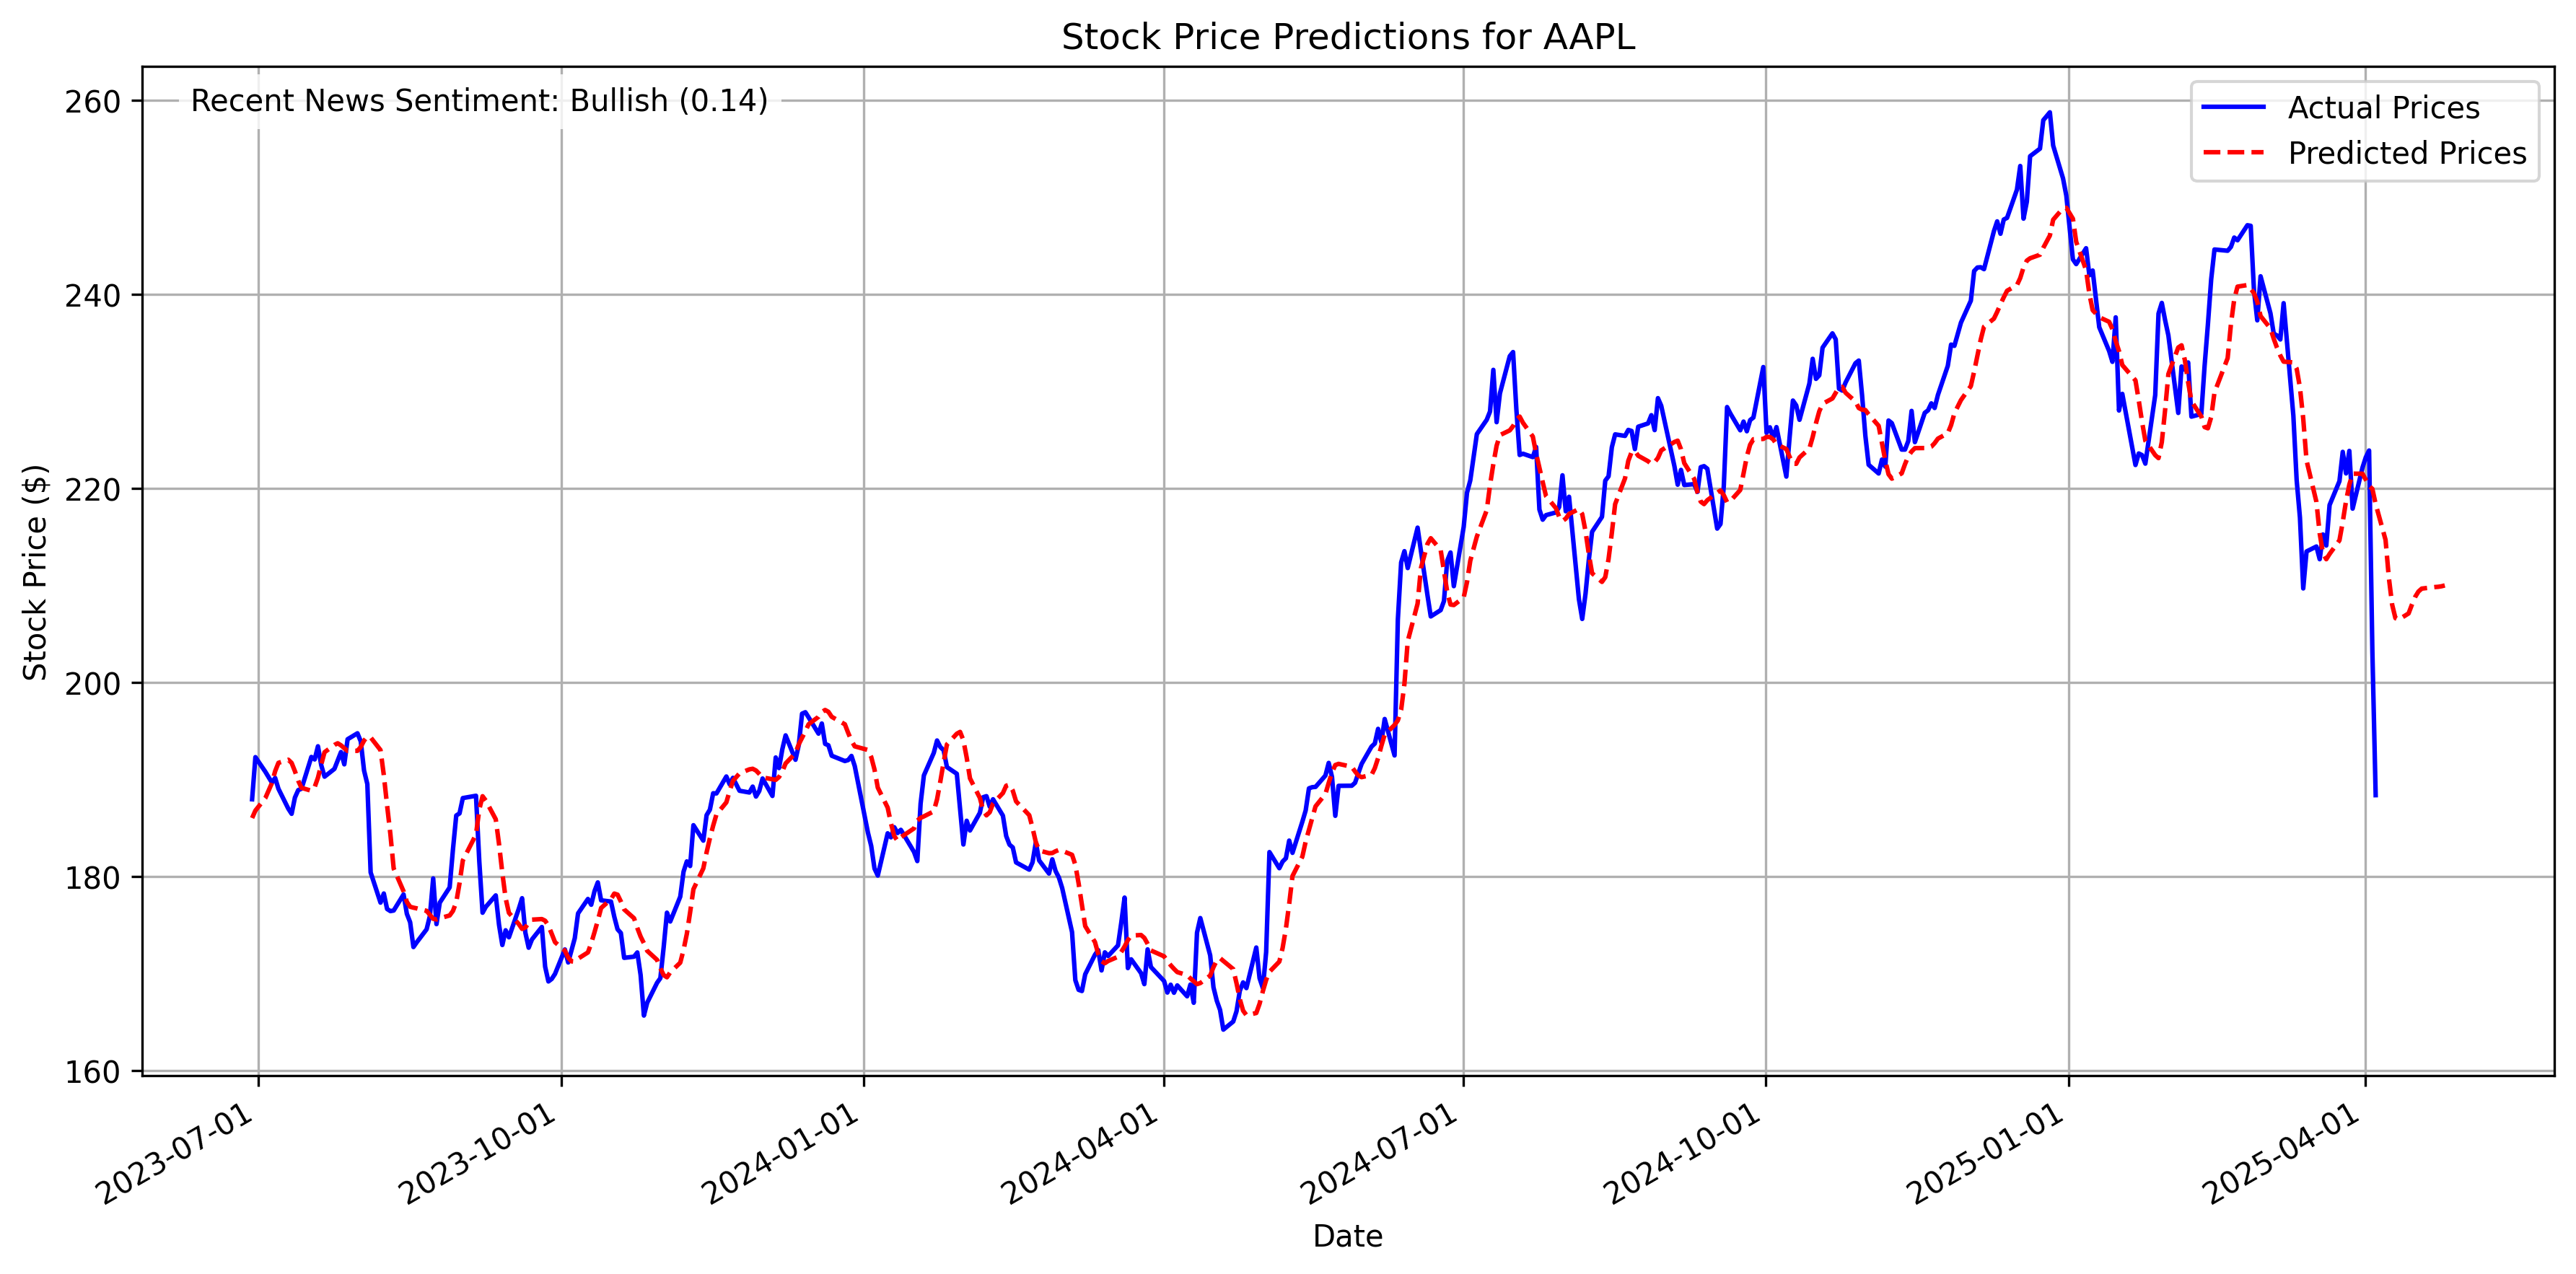 Stock Price Predictions for AAPL
Recent News Sentiment: Bullish (0.14)
Actual Prices
Predicted Prices
Stock Price ($)
260
240
220
200
180
160
2023-07-01
2023-10-01
2024-01-01
2024-04-01
2024-07-01
2024-10-01
2025-01-01
2025-04-01
Date